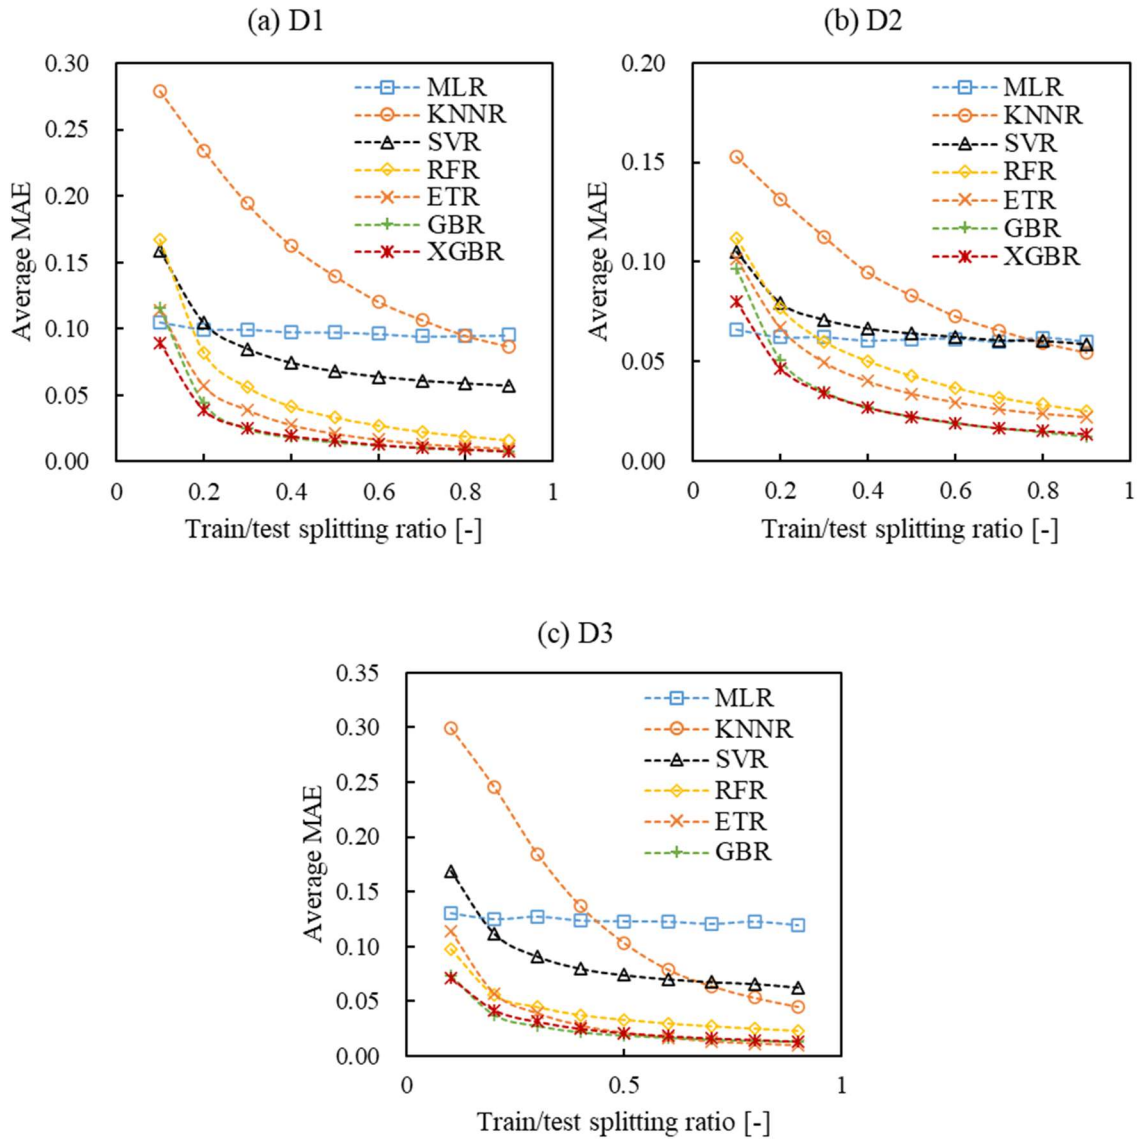 (a) D1
0.30
0.25
0.20
0.15
0.10
0.05
0.00
Average MAE
MLR
KNNR
SVR
RFR
ETR
GBR
XGBR
0 0.2 0.4 0.6 0.8 1
Train/test splitting ratio [-]
(b) D2
0.20
0.15
0.10
0.05
0.00
Average MAE
MLR
KNNR
SVR
RFR
ETR
GBR
XGBR
0 0.2 0.4 0.6 0.8 1
Train/test splitting ratio [-]
(c) D3
0.35
0.30
0.25
0.20
0.15
0.10
0.05
0.00
Average MAE
MLR
KNNR
SVR
RFR
ETR
GBR
0 0.5 1
Train/test splitting ratio [-]